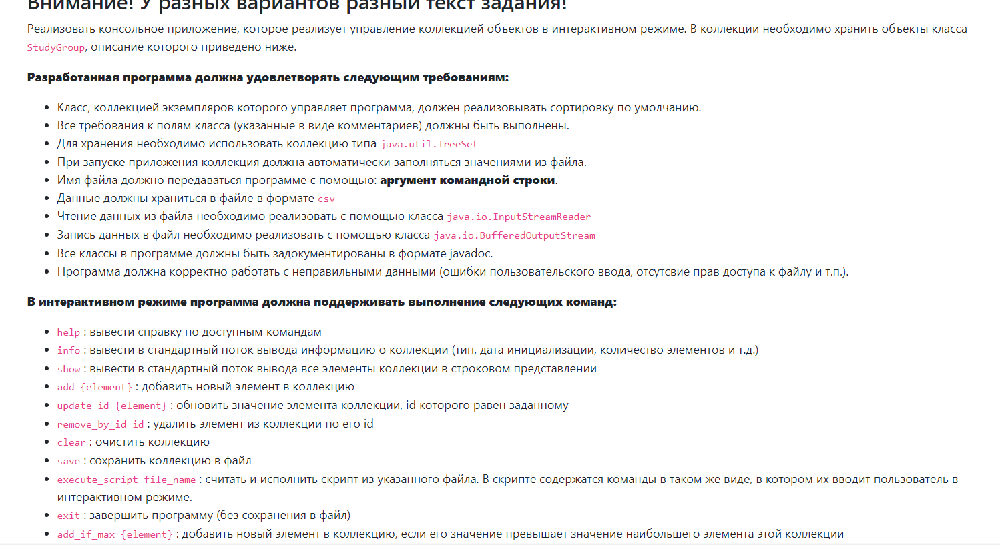 Внимание! У разных вариантов разный текст задания!
Реализовать консольное приложение, которое реализует управление коллекцией объектов в интерактивном режиме. В коллекции необходимо хранить объекты класса
StudyGroup, описание которого приведено ниже.
Разработанная программа должна удовлетворять следующим требованиям:
• Класс, коллекцией экземпляров которого управляет программа, должен реализовывать сортировку по умолчанию.
• Все требования к полям класса (указанные в виде комментариев) должны быть выполнены.
• Для хранения необходимо использовать коллекцию типа java.util.TreeSet
• При запуске приложения коллекция должна автоматически заполняться значениями из файла.
• Имя файла должно передаваться программе с помощью: аргумент командной строки.
• Данные должны храниться в файле в формате csv
• Чтение данных из файла необходимо реализовать с помощью класса java.io.InputStreamReader
• Запись данных в файл необходимо реализовать с помощью класса java.io.BufferedOutputStream
• Все классы в программе должны быть задокументированы в формате javadoc.
• Программа должна корректно работать с неправильными данными (ошибки пользовательского ввода, отсутсвие прав доступа к файлу и т.п.).
В интерактивном режиме программа должна поддерживать выполнение следующих команд:
• help : вывести справку по доступным командам
• info : вывести в стандартный поток вывода информацию о коллекции (тип, дата инициализации, количество элементов и т.д.)
• show : вывести в стандартный поток вывода все элементы коллекции в строковом представлении
• add {element} : добавить новый элемент в коллекцию
• update id {element} : обновить значение элемента коллекции, id которого равен заданному
• remove_by_id id : удалить элемент из коллекции по его id
• clear : очистить коллекцию
• save : сохранить коллекцию в файл
• execute_script file_name : считать и исполнить скрипт из указанного файла. В скрипте содержатся команды в таком же виде, в котором их вводит пользователь в
интерактивном режиме.
• exit : завершить программу (без сохранения в файл)
• add_if_max {element} : добавить новый элемент в коллекцию, если его значение превышает значение наибольшего элемента этой коллекции